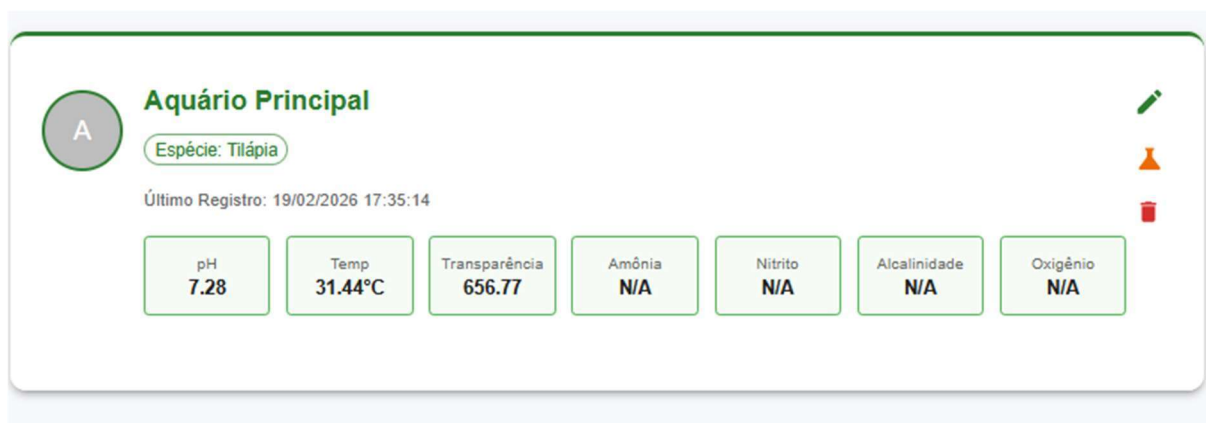 A
Aquário Principal
Espécie: Tilápia
Último Registro: 19/02/2026 17:35:14
pH
7.28
Temp
31.44°C
Transparência
656.77
Amônia
N/A
Nitrito
N/A
Alcalinidade
N/A
Oxigênio
N/A